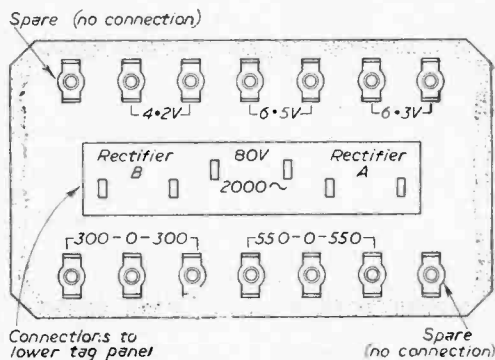 Spare (no connection)
4·2V 6·5V 6·3V
Rectifier B
80V
2000~
Rectifier A
300-0-300 550-0-550
Connections to
lower tag panel
Spare
(no connection)